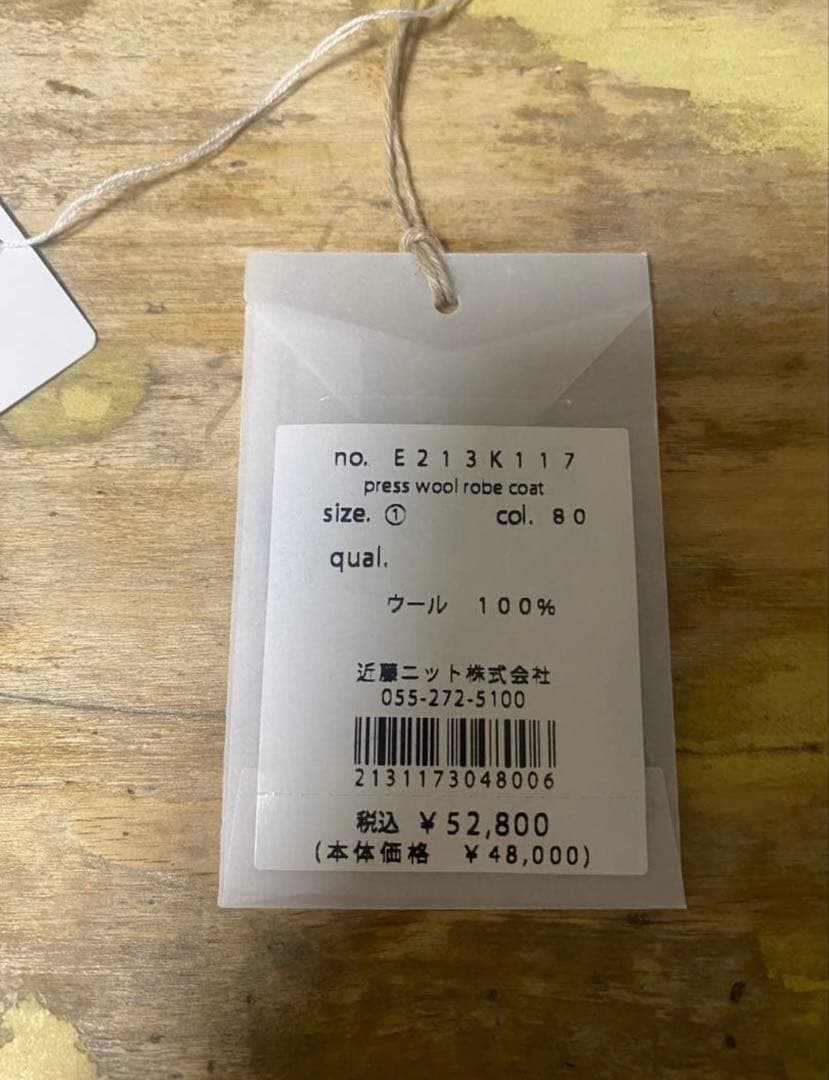 no. E213K117
press wool robe coat
size. ① col. 80
qual.
ウール 100%
近藤ニット株式会社
055-272-5100
2131173048006
税込 ¥52,800
(本体価格 ¥48,000)